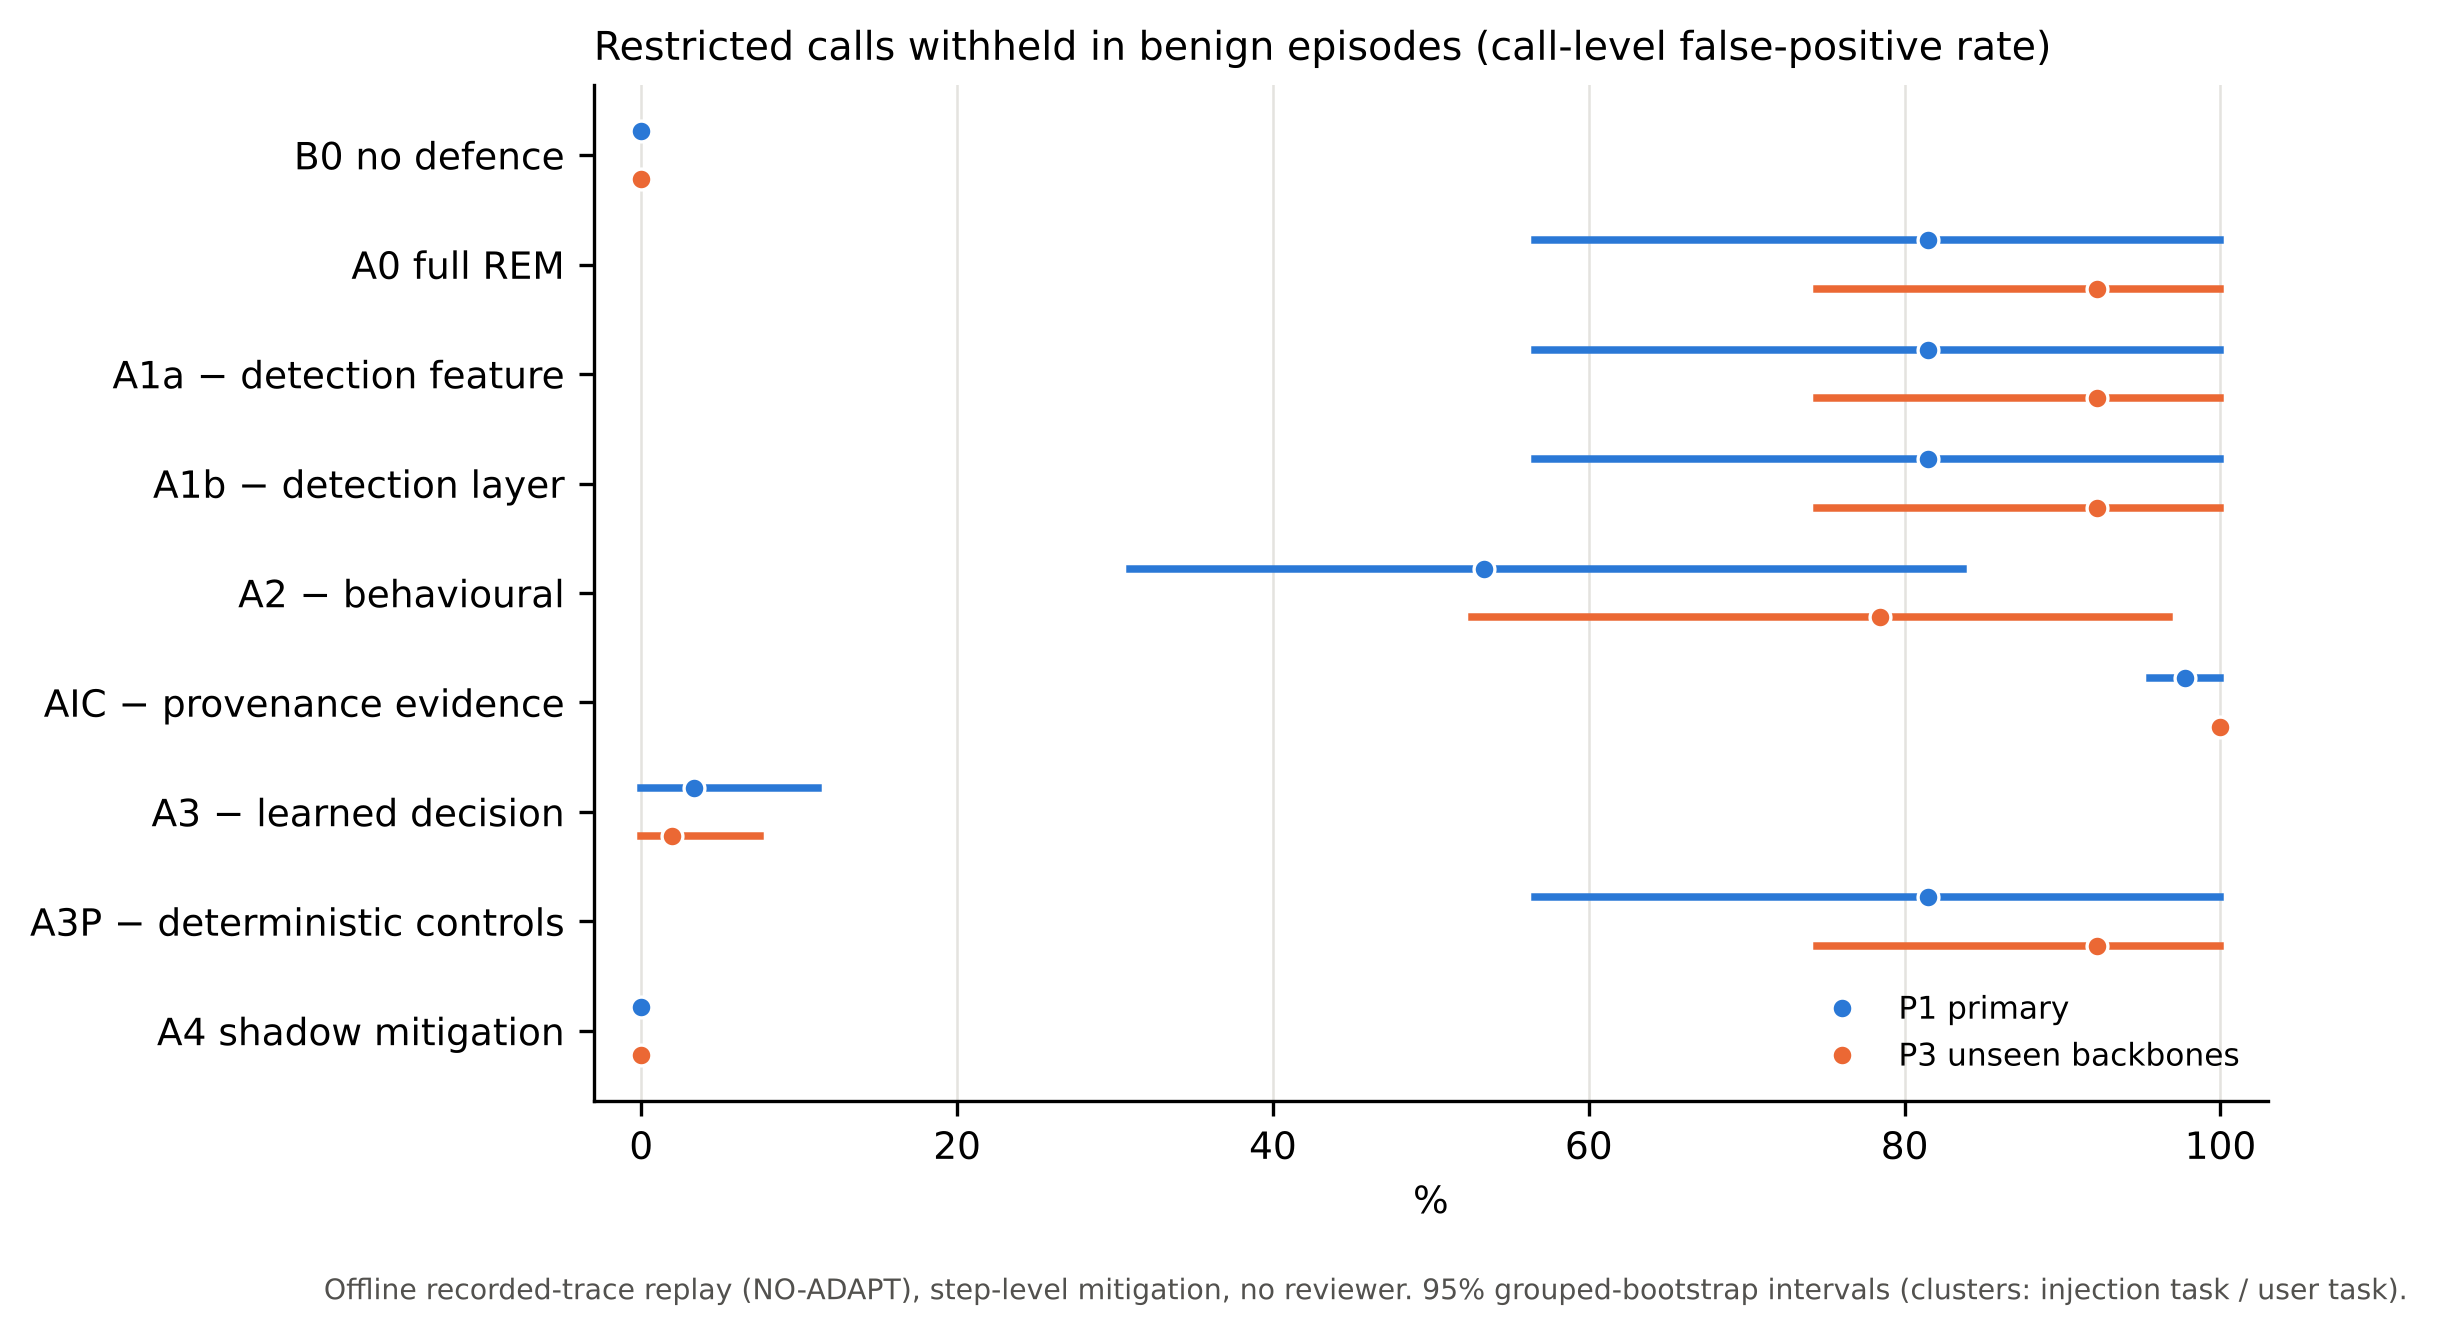 Restricted calls withheld in benign episodes (call-level false-positive rate)
B0 no defence
A0 full REM
A1a − detection feature
A1b − detection layer
A2 − behavioural
AIC − provenance evidence
A3 − learned decision
A3P − deterministic controls
A4 shadow mitigation
P1 primary
P3 unseen backbones
0 20 40 60 80 100
%
Offline recorded-trace replay (NO-ADAPT), step-level mitigation, no reviewer. 95% grouped-bootstrap intervals (clusters: injection task / user task).